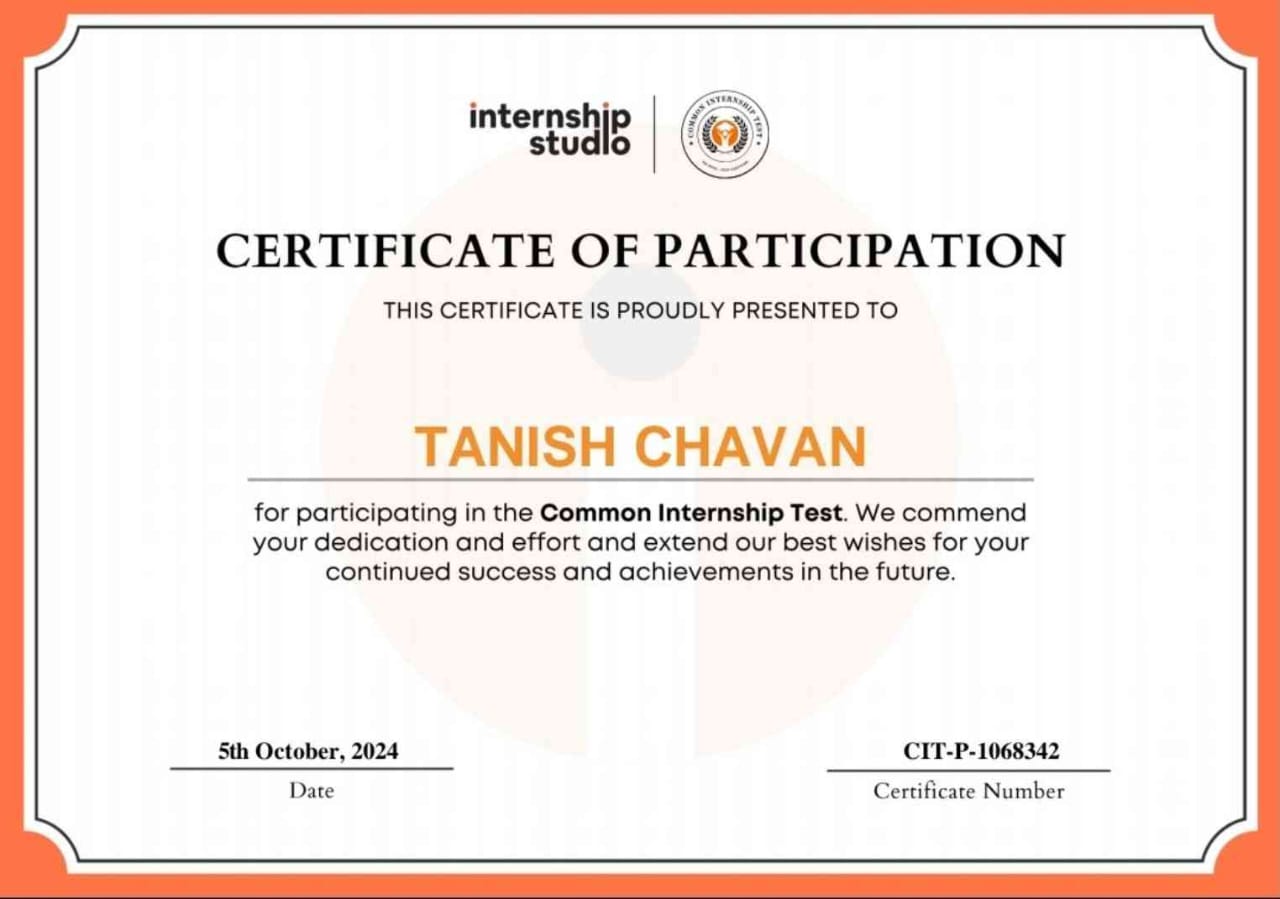 internship
studio
COMMON INTERNSHIP TEST
CERTIFICATE OF PARTICIPATION
THIS CERTIFICATE IS PROUDLY PRESENTED TO
TANISH CHAVAN
for participating in the Common Internship Test. We commend
your dedication and effort and extend our best wishes for your
continued success and achievements in the future.
5th October, 2024
Date
CIT-P-1068342
Certificate Number